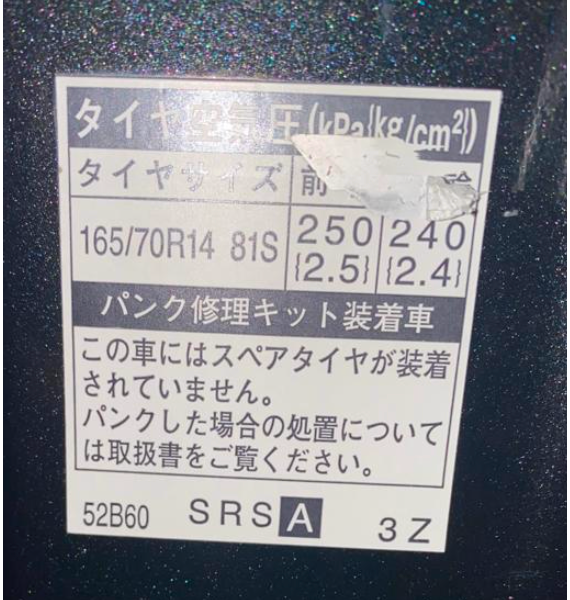 タイヤ空気圧(kPa{kg/cm²})
タイヤサイズ 前
165/70R14 81S 250 240
{2.5} {2.4}
パンク修理キット装着車
この車にはスペアタイヤが装着
されていません。
パンクした場合の処置について
は取扱書をご覧ください。
52B60 SRS A 3Z